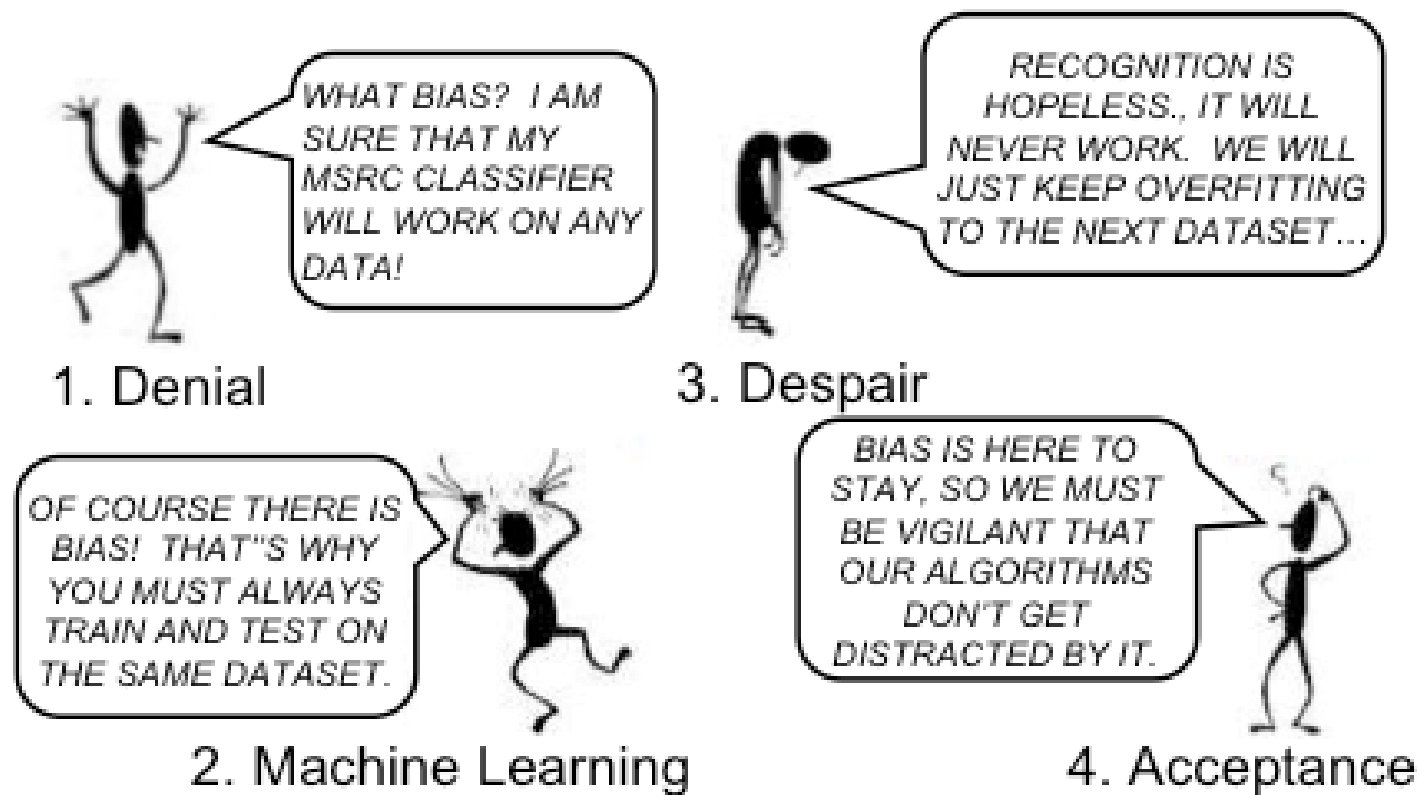 WHAT BIAS? I AM
SURE THAT MY
MSRC CLASSIFIER
WILL WORK ON ANY
DATA!
1. Denial
OF COURSE THERE IS
BIAS! THAT"S WHY
YOU MUST ALWAYS
TRAIN AND TEST ON
THE SAME DATASET.
2. Machine Learning
RECOGNITION IS
HOPELESS., IT WILL
NEVER WORK. WE WILL
JUST KEEP OVERFITTING
TO THE NEXT DATASET...
3. Despair
BIAS IS HERE TO
STAY, SO WE MUST
BE VIGILANT THAT
OUR ALGORITHMS
DON'T GET
DISTRACTED BY IT.
4. Acceptance